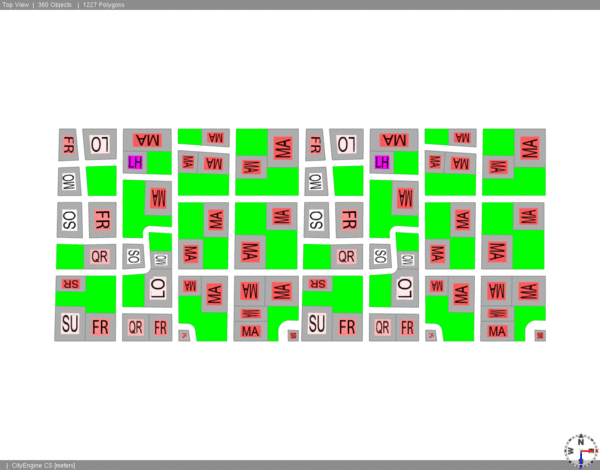 Top View | 360 Objects | 1227 Polygons
FR LO MA MA MA FR LO MA MA MA
LH MA MA MA LH MA MA MA
MA MA
SO FR MA MA SO FR MA MA
QR SO MA MA QR SO MA MA
SR LO MA MA MA MA SR LO MA MA MA MA
MA MA
SU FR QR FR MA SU FR QR FR MA
N
W
| CityEngine CS [meters]